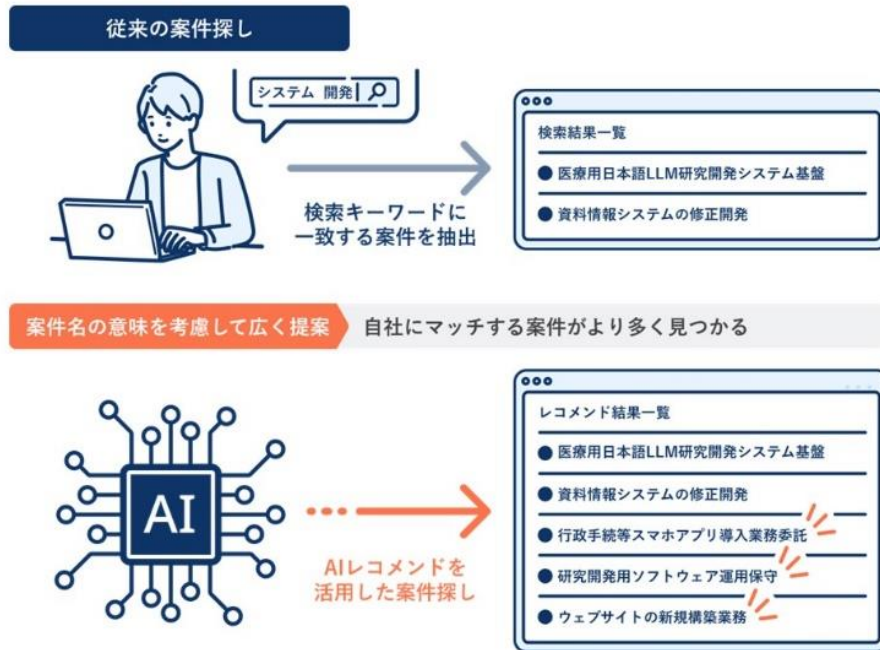 従来の案件探し
システム 開発
検索キーワードに
一致する案件を抽出
検索結果一覧
● 医療用日本語LLM研究開発システム基盤
● 資料情報システムの修正開発
案件名の意味を考慮して広く提案
自社にマッチする案件がより多く見つかる
AI
AIレコメンドを
活用した案件探し
レコメンド結果一覧
● 医療用日本語LLM研究開発システム基盤
● 資料情報システムの修正開発
● 行政手続等スマホアプリ導入業務委託
● 研究開発用ソフトウェア運用保守
● ウェブサイトの新規構築業務